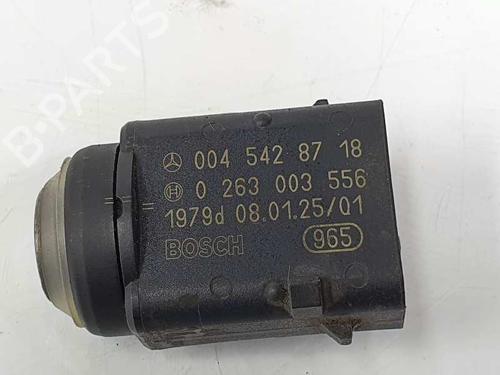 B-PARTS
004 542 87 18
0 263 003 556
1979d 08.01.25/01
BOSCH 965